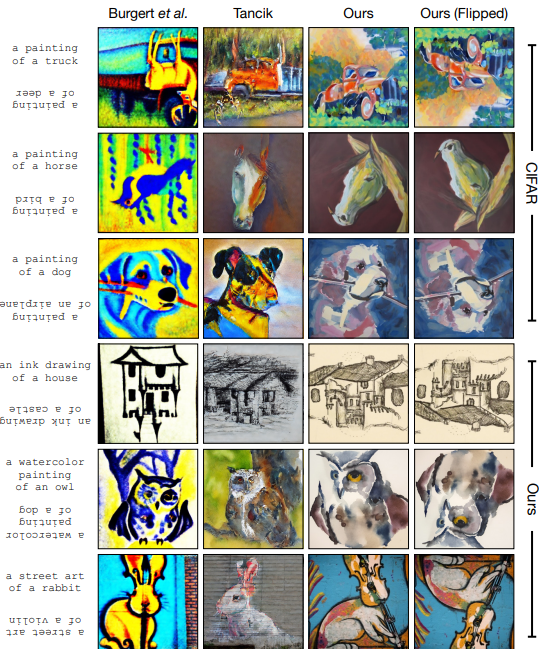 Burgert et al. Tancik Ours Ours (Flipped)
a painting
of a truck
a painting
of a deer
a painting
of a horse
a painting
of a bird
a painting
of a dog
a painting
of an airplane
an ink drawing
of a house
an ink drawing
of a castle
a watercolor
painting
of an owl
a watercolor
painting
of a dog
a street art
of a rabbit
a street art
of a violin
CIFAR
Ours